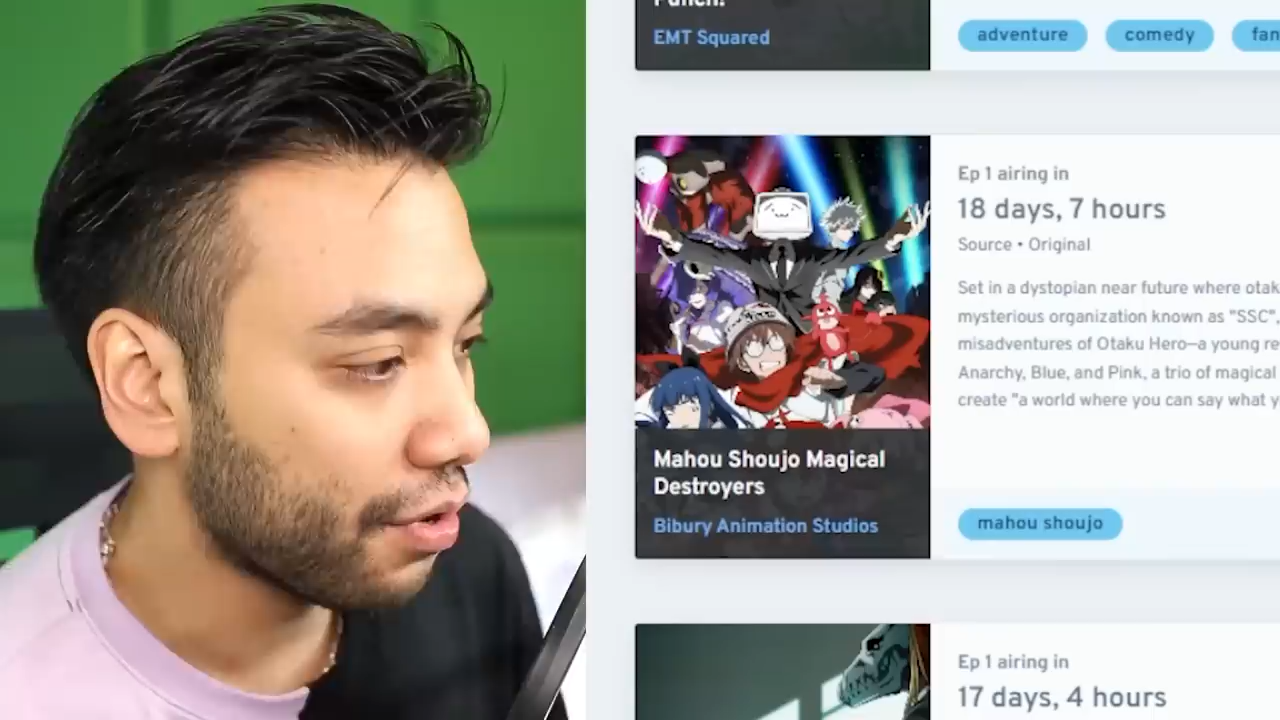 Punch!
EMT Squared
adventure
comedy
fan
Ep 1 airing in
18 days, 7 hours
Source • Original
Set in a dystopian near future where otak
mysterious organization known as "SSC",
misadventures of Otaku Hero—a young re
Anarchy, Blue, and Pink, a trio of magical
create "a world where you can say what y
Mahou Shoujo Magical
Destroyers
Bibury Animation Studios
mahou shoujo
Ep 1 airing in
17 days, 4 hours